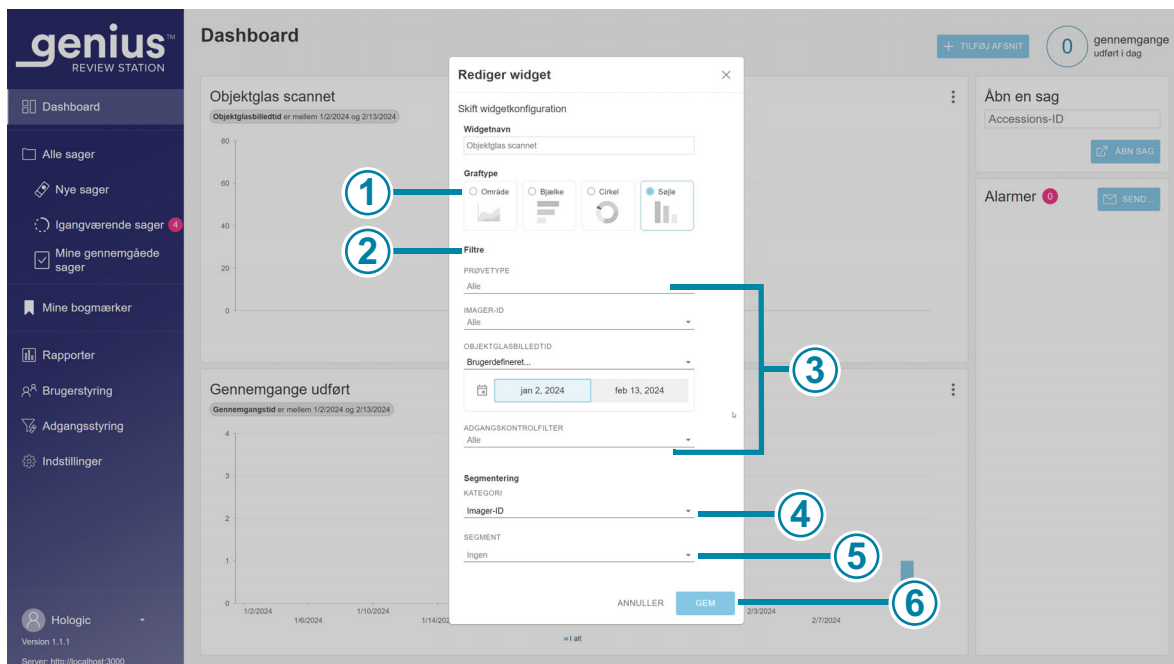 genius™
REVIEW STATION
Dashboard
Alle sager
Nye sager
Igangværende sager 4
Mine gennemgåede
sager
Mine bogmærker
Rapporter
Brugerstyring
Adgangsstyring
Indstillinger
Hologic
Version 1.1.1
Server: http://localhost:3000
Dashboard
+ TILFØJ AFSNIT
0 gennemgange
udført i dag
Objektglas scannet
Objektglasbilledtid er mellem 1/2/2024 og 2/13/2024
80
60
40
20
0
Gennemgange udført
Gennemgangstid er mellem 1/2/2024 og 2/13/2024
4
3
2
1
0
1/2/2024
1/6/2024
1/10/2024
1/14/202
2/3/2024
2/7/2024
I alt
Åbn en sag
Accessions-ID
ÅBN SAG
Alarmer 0
SEND...
Rediger widget
Skift widgetkonfiguration
Widgetnavn
Objektglas scannet
Graftype
Område
Bjælke
Cirkel
Søjle
Filtre
PRØVETYPE
Alle
IMAGER-ID
Alle
OBJEKTGLASBILLEDTID
Brugerdefineret...
jan 2, 2024
feb 13, 2024
ADGANGSKONTROLFILTER
Alle
Segmentering
KATEGORI
Imager-ID
SEGMENT
Ingen
ANNULLER
GEM
1
2
3
4
5
6